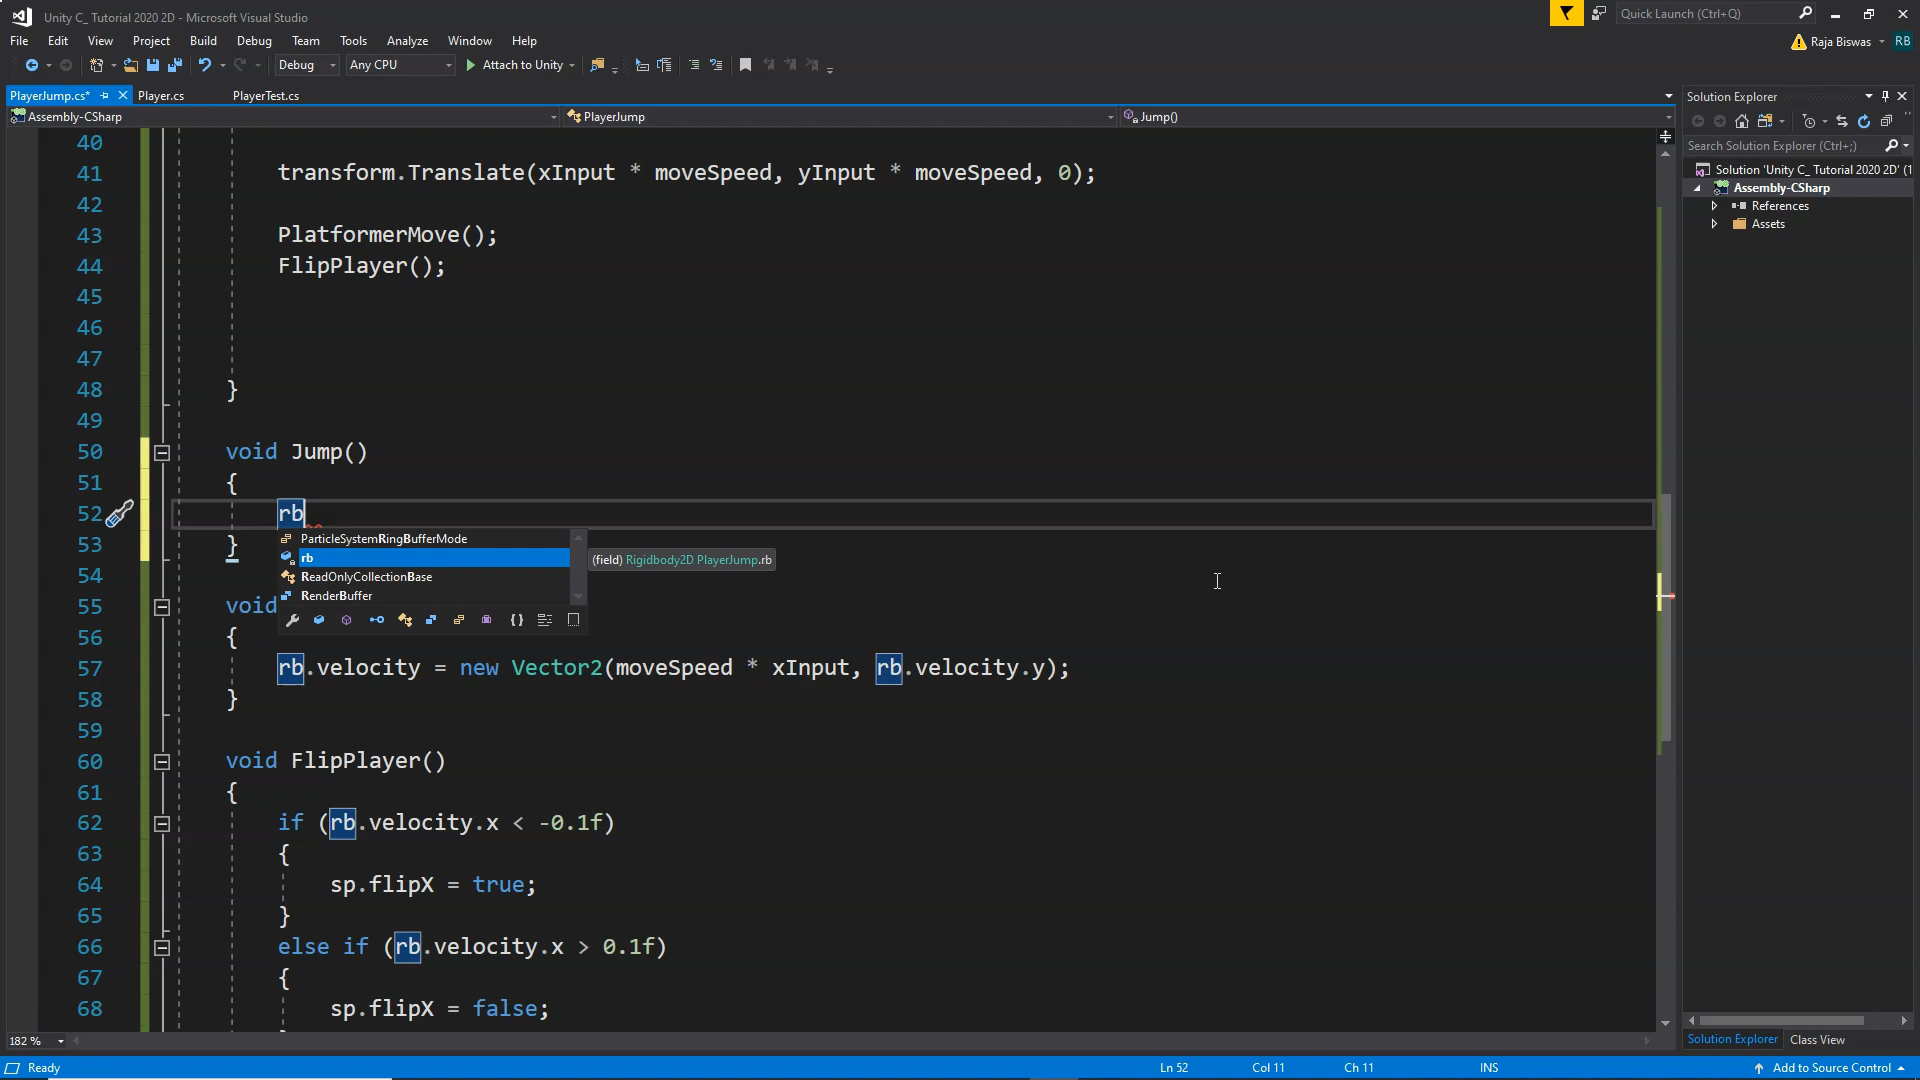 Unity C_ Tutorial 2020 2D - Microsoft Visual Studio
Quick Launch (Ctrl+Q)
File Edit View Project Build Debug Team Tools Analyze Window Help
Raja Biswas RB
Debug Any CPU Attach to Unity
PlayerJump.cs* Player.cs PlayerTest.cs
Solution Explorer
Assembly-CSharp PlayerJump Jump()
Search Solution Explorer (Ctrl+;)
Solution 'Unity C_ Tutorial 2020 2D' (1
Assembly-CSharp
References
Assets
40
41 transform.Translate(xInput * moveSpeed, yInput * moveSpeed, 0);
42
43 PlatformerMove();
44 FlipPlayer();
45
46
47
48 }
49
50 void Jump()
51 {
52 rb
ParticleSystemRingBufferMode
53 }
rb
(field) Rigidbody2D PlayerJump.rb
54
ReadOnlyCollectionBase
RenderBuffer
55 void
56 {
57 rb.velocity = new Vector2(moveSpeed * xInput, rb.velocity.y);
58 }
59
60 void FlipPlayer()
61 {
62 if (rb.velocity.x < -0.1f)
63 {
64 sp.flipX = true;
65 }
66 else if (rb.velocity.x > 0.1f)
67 {
68 sp.flipX = false;
182 %
Solution Explorer Class View
Ready Ln 52 Col 11 Ch 11 INS Add to Source Control